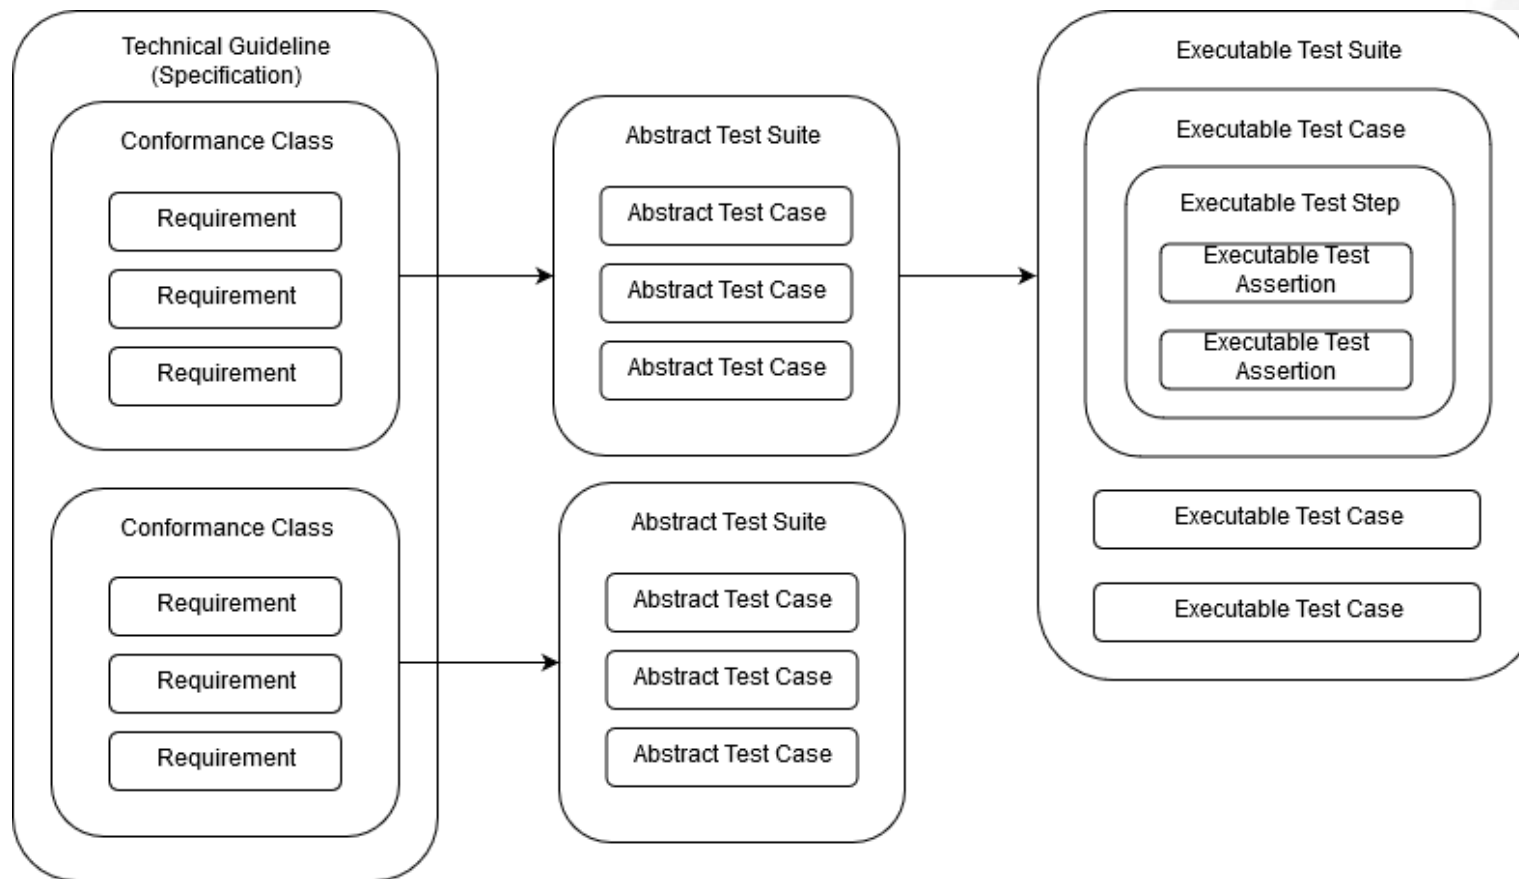 Technical Guideline
(Specification)
Conformance Class
Requirement
Requirement
Requirement
Conformance Class
Requirement
Requirement
Requirement
Abstract Test Suite
Abstract Test Case
Abstract Test Case
Abstract Test Case
Abstract Test Suite
Abstract Test Case
Abstract Test Case
Abstract Test Case
Executable Test Suite
Executable Test Case
Executable Test Step
Executable Test
Assertion
Executable Test
Assertion
Executable Test Case
Executable Test Case